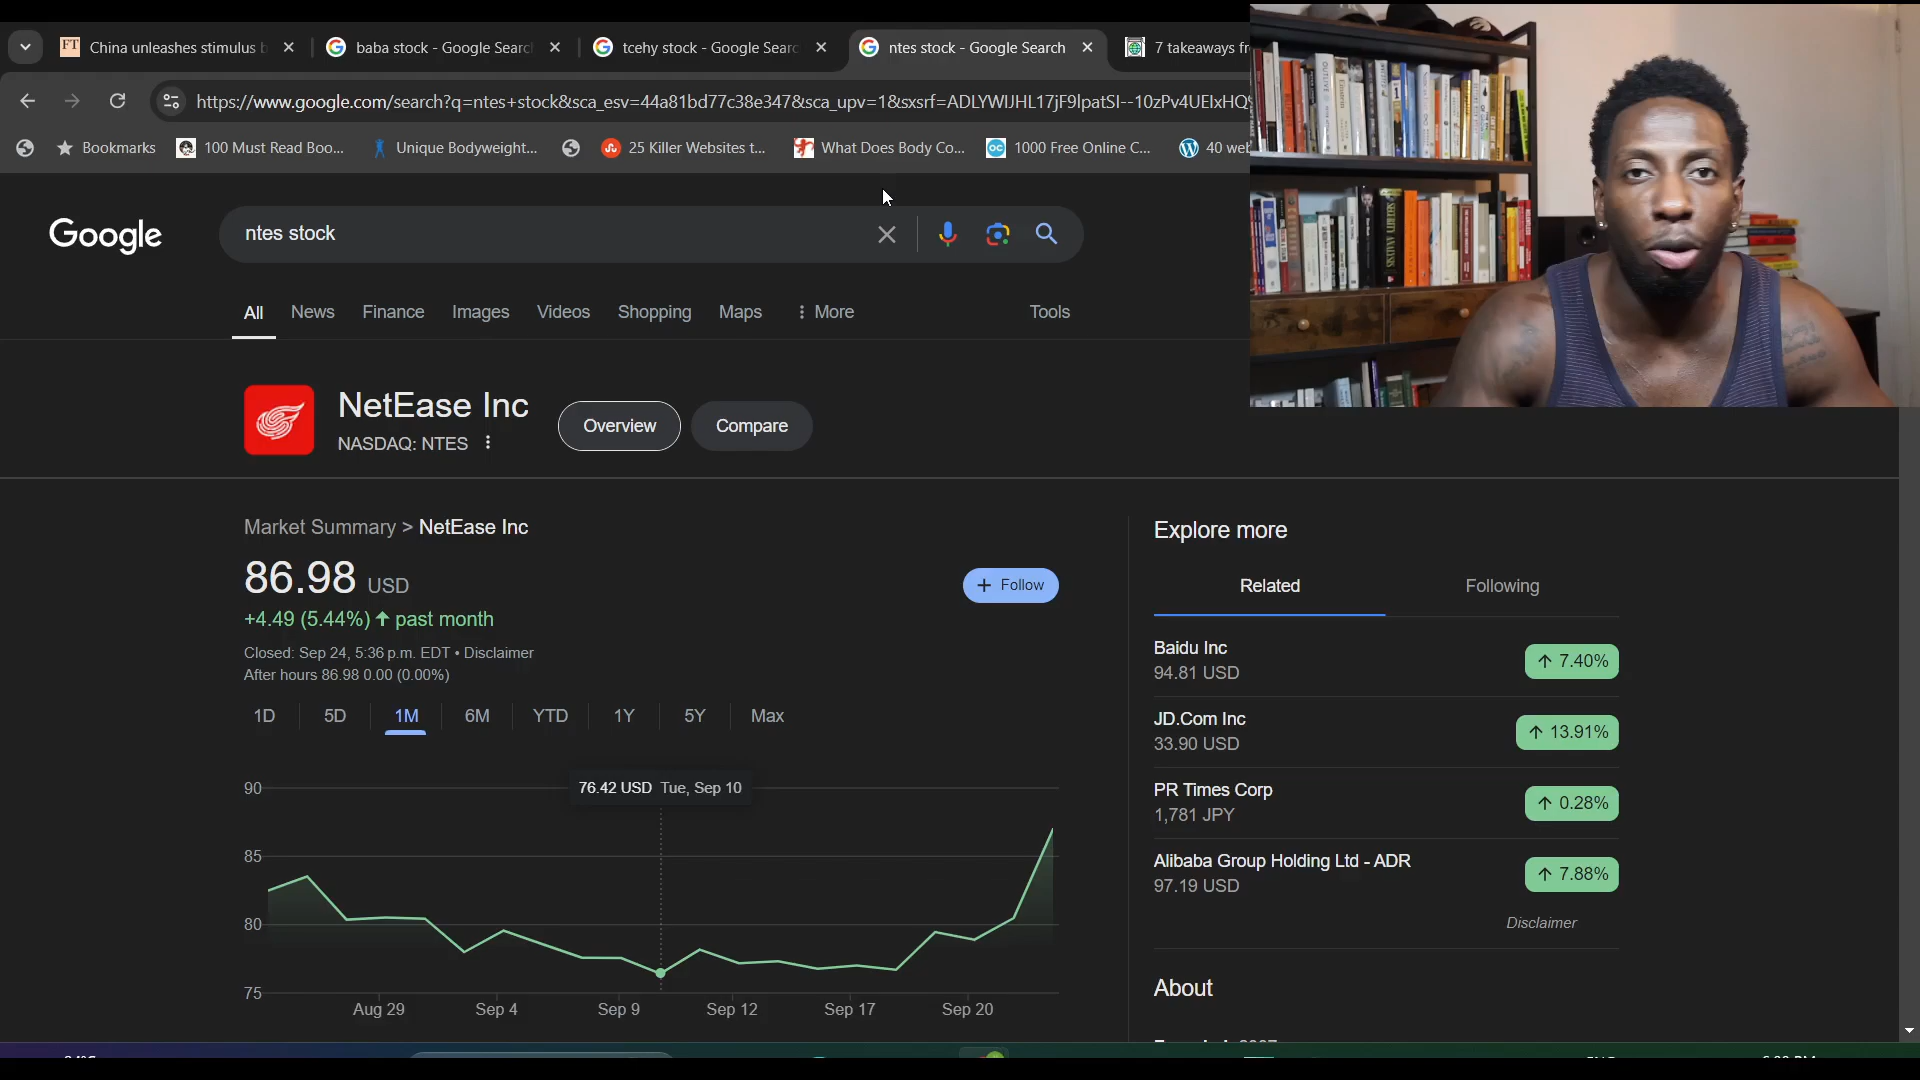 FT China unleashes stimulus b
baba stock - Google Searc
tcehy stock - Google Searc
ntes stock - Google Search
7 takeaways fr
https://www.google.com/search?q=ntes+stock&sca_esv=44a81bd77c38e347&sca_upv=1&sxsrf=ADLYWIJHL17jF9lpatSI--10zPv4UEIxHQ
Bookmarks
100 Must Read Boo...
Unique Bodyweight...
25 Killer Websites t...
What Does Body Co...
OC 1000 Free Online C...
40 web
Google
ntes stock
All News Finance Images Videos Shopping Maps More Tools
NetEase Inc
NASDAQ: NTES
Overview
Compare
Market Summary > NetEase Inc
86.98 USD
+4.49 (5.44%) past month
Closed: Sep 24, 5:36 p.m. EDT • Disclaimer
After hours 86.98 0.00 (0.00%)
+ Follow
1D 5D 1M 6M YTD 1Y 5Y Max
76.42 USD Tue, Sep 10
90
85
80
75
Aug 29 Sep 4 Sep 9 Sep 12 Sep 17 Sep 20
Explore more
Related Following
Baidu Inc
94.81 USD
7.40%
JD.Com Inc
33.90 USD
13.91%
PR Times Corp
1,781 JPY
0.28%
Alibaba Group Holding Ltd - ADR
97.19 USD
7.88%
Disclaimer
About
OUTLIVE
SECURITY ANALYSIS